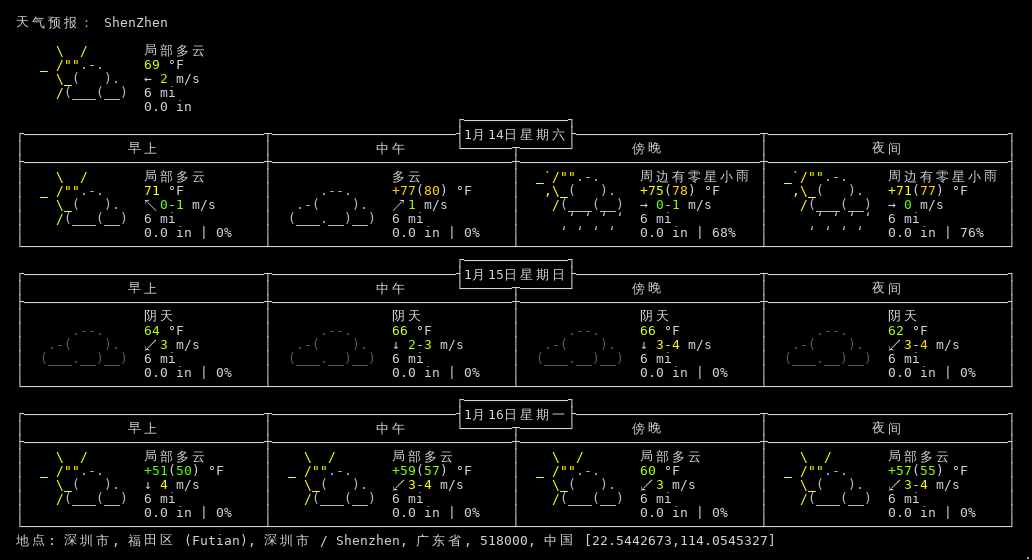 天气预报： ShenZhen
局部多云
69 °F
← 2 m/s
6 mi
0.0 in
1月14日星期六
早上 中午 傍晚 夜间
局部多云 多云 周边有零星小雨 周边有零星小雨
71 °F +77(80) °F +75(78) °F +71(77) °F
↖ 0-1 m/s ↗ 1 m/s → 0-1 m/s → 0 m/s
6 mi 6 mi 6 mi 6 mi
0.0 in | 0% 0.0 in | 0% 0.0 in | 68% 0.0 in | 76%
1月15日星期日
早上 中午 傍晚 夜间
阴天 阴天 阴天 阴天
64 °F 66 °F 66 °F 62 °F
↙ 3 m/s ↓ 2-3 m/s ↓ 3-4 m/s ↙ 3-4 m/s
6 mi 6 mi 6 mi 6 mi
0.0 in | 0% 0.0 in | 0% 0.0 in | 0% 0.0 in | 0%
1月16日星期一
早上 中午 傍晚 夜间
局部多云 局部多云 局部多云 局部多云
+51(50) °F +59(57) °F 60 °F +57(55) °F
↓ 4 m/s ↙ 3-4 m/s ↙ 3 m/s ↙ 3-4 m/s
6 mi 6 mi 6 mi 6 mi
0.0 in | 0% 0.0 in | 0% 0.0 in | 0% 0.0 in | 0%
地点: 深圳市, 福田区 (Futian), 深圳市 / Shenzhen, 广东省, 518000, 中国 [22.5442673,114.0545327]